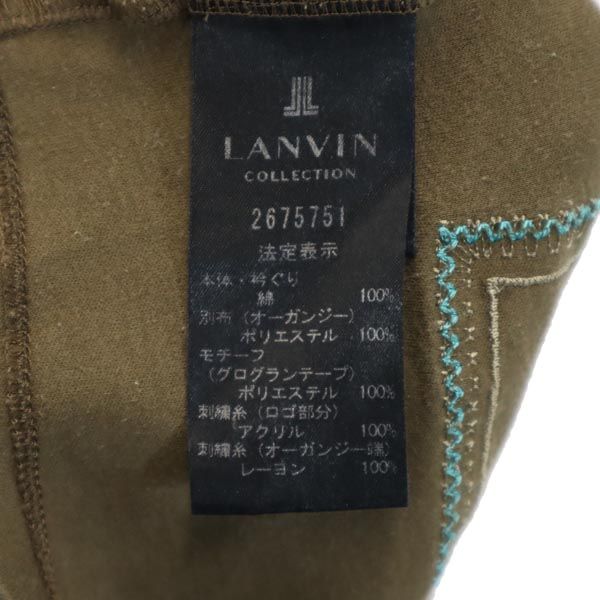 JL
LANVIN
COLLECTION
2675751
法定表示
本体・衿ぐり
綿 100%
別布（オーガンジー）
ポリエステル 100%
モチーフ
（グログランテープ）
ポリエステル 100%
刺繍糸（ロゴ部分）
アクリル 100%
刺繍糸（オーガンジー端）
レーヨン 100%